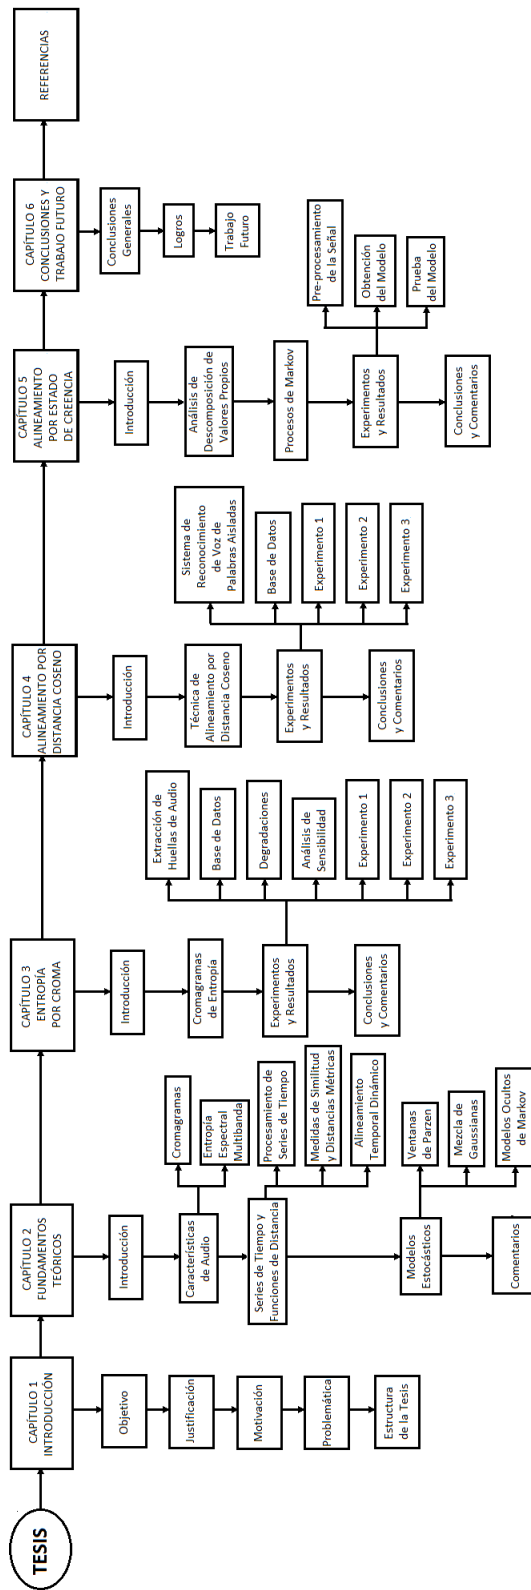 TESIS
CAPÍTULO 1
INTRODUCCIÓN
Objetivo
Justificación
Motivación
Problemática
Estructura
de la Tesis
CAPÍTULO 2
FUNDAMENTOS
TEÓRICOS
Introducción
Características
de Audio
Cromagramas
Entropía
Espectral
Multibanda
Series de Tiempo y
Funciones de Distancia
Procesamiento de
Series de Tiempo
Medidas de Similitud
y Distancias Métricas
Alineamiento
Temporal Dinámico
Modelos
Estocásticos
Ventanas
de Parzen
Mezcla de
Gaussianas
Modelos Ocultos
de Markov
Comentarios
CAPÍTULO 3
ENTROPÍA
POR CROMA
Introducción
Cromagramas
de Entropía
Experimentos
y Resultados
Extracción de
Huellas de Audio
Base de Datos
Degradaciones
Análisis de
Sensibilidad
Experimento 1
Experimento 2
Experimento 3
Conclusiones
y Comentarios
CAPÍTULO 4
ALINEAMIENTO POR
DISTANCIA COSENO
Introducción
Técnica de
Alineamiento por
Distancia Coseno
Experimentos
y Resultados
Sistema de
Reconocimiento
de Voz de
Palabras Aisladas
Base de Datos
Experimento 1
Experimento 2
Experimento 3
Conclusiones
y Comentarios
CAPÍTULO 5
ALINEAMIENTO
POR ESTADO
DE CREENCIA
Introducción
Análisis de
Descomposición de
Valores Propios
Procesos de Markov
Experimentos
y Resultados
Pre-procesamiento
de la Señal
Obtención
del Modelo
Prueba
del Modelo
Conclusiones
y Comentarios
CAPÍTULO 6
CONCLUSIONES Y
TRABAJO FUTURO
Conclusiones
Generales
Logros
Trabajo
Futuro
REFERENCIAS